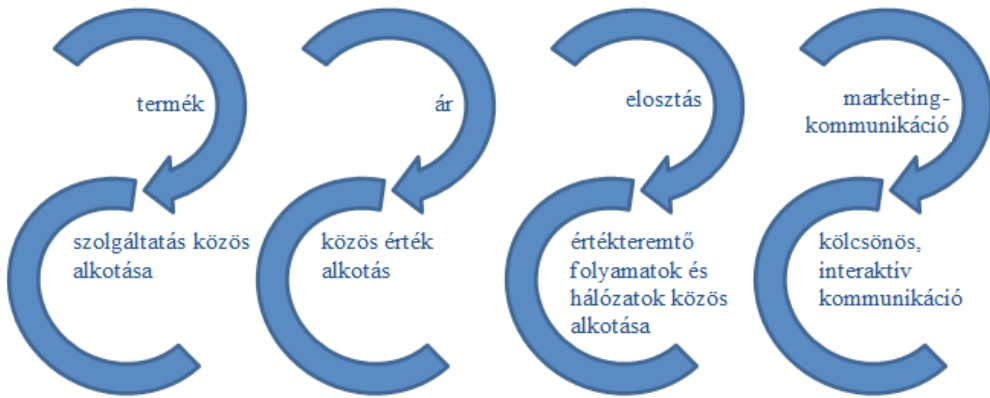 termék
szolgáltatás közös
alkotása
ár
közös érték
alkotás
elosztás
értékteremtő
folyamatok és
hálózatok közös
alkotása
marketing-
kommunikáció
kölcsönös,
interaktív
kommunikáció